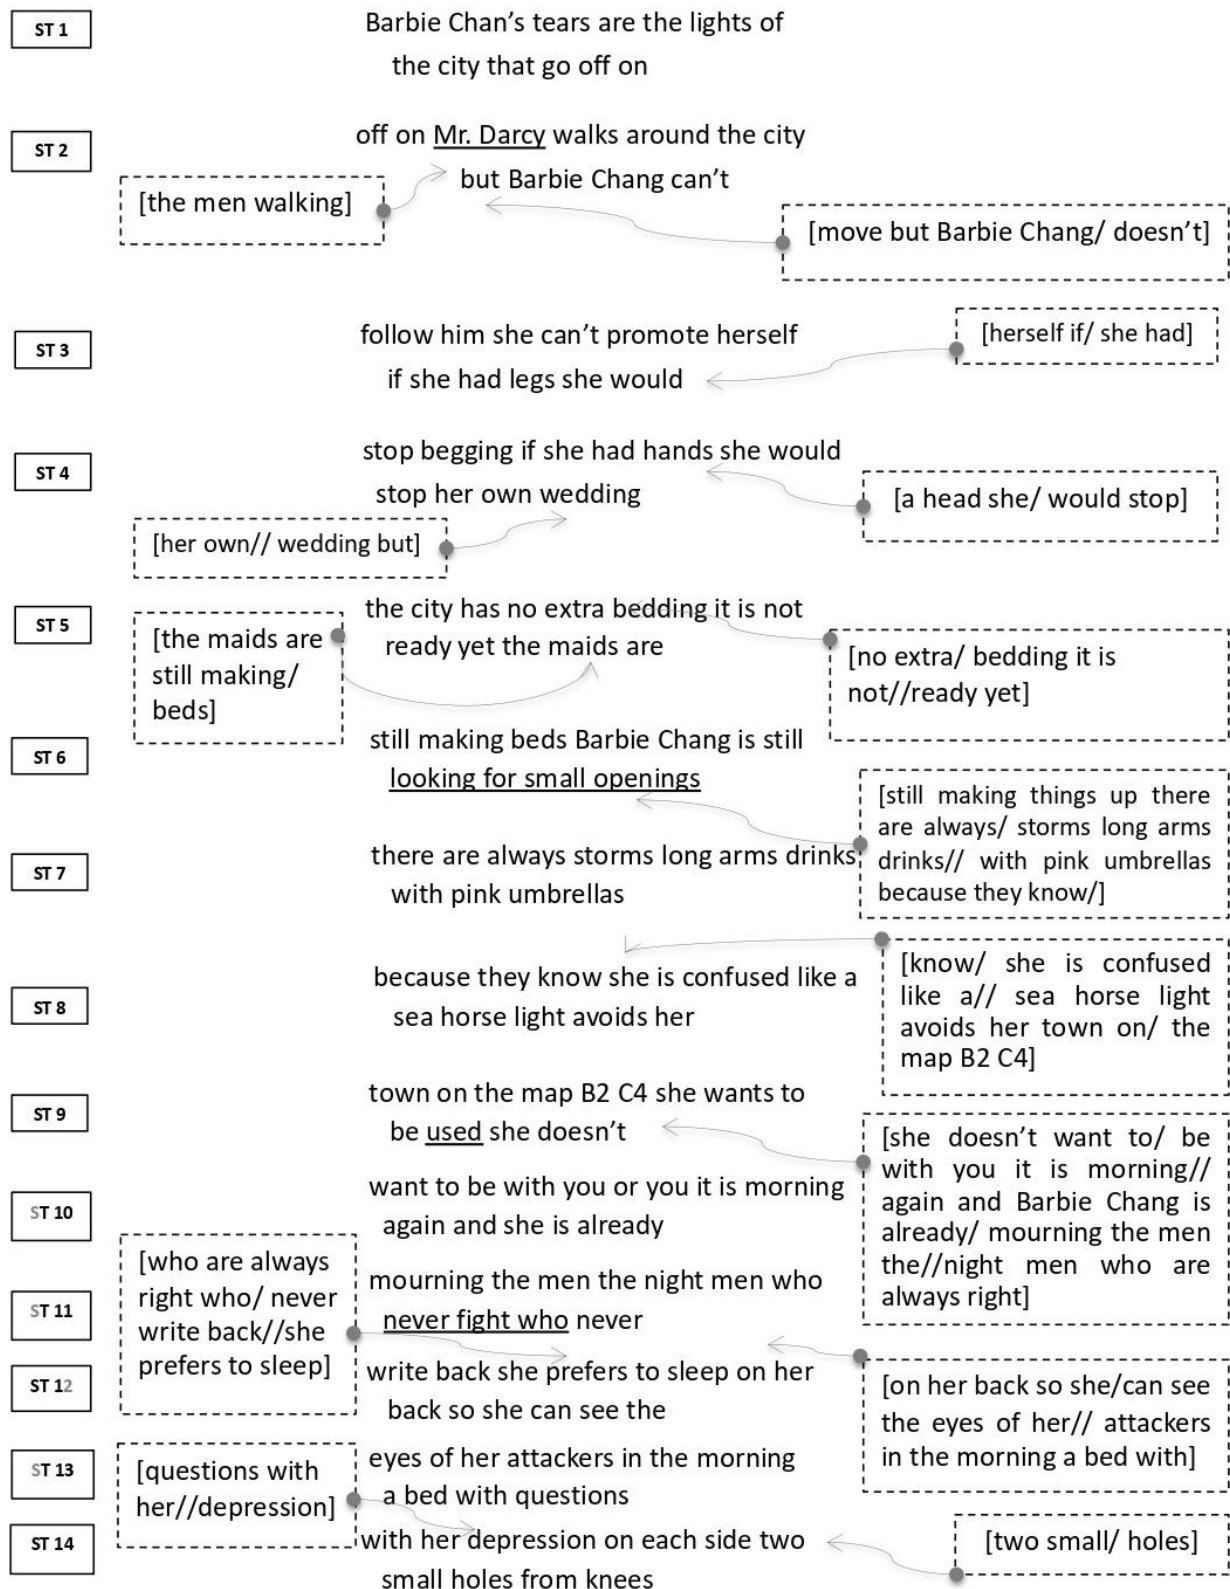 ST 1
Barbie Chan’s tears are the lights of
the city that go off on
ST 2
off on Mr. Darcy walks around the city
but Barbie Chang can’t
[the men walking]
[move but Barbie Chang/ doesn’t]
ST 3
follow him she can’t promote herself
if she had legs she would
[herself if/ she had]
ST 4
stop begging if she had hands she would
stop her own wedding
[a head she/ would stop]
[her own// wedding but]
ST 5
the city has no extra bedding it is not
ready yet the maids are
[the maids are
still making/
beds]
[no extra/ bedding it is
not//ready yet]
ST 6
still making beds Barbie Chang is still
looking for small openings
[still making things up there
are always/ storms long arms
drinks// with pink umbrellas
because they know/]
ST 7
there are always storms long arms drinks
with pink umbrellas
ST 8
because they know she is confused like a
sea horse light avoids her
[know/ she is confused
like a// sea horse light
avoids her town on/ the
map B2 C4]
ST 9
town on the map B2 C4 she wants to
be used she doesn’t
[she doesn’t want to/ be
with you it is morning//
again and Barbie Chang is
already/ mourning the men
the//night men who are
always right]
ST 10
want to be with you or you it is morning
again and she is already
[who are always
right who/ never
write back//she
prefers to sleep]
ST 11
mourning the men the night men who
never fight who never
ST 12
write back she prefers to sleep on her
back so she can see the
[on her back so she/can see
the eyes of her// attackers
in the morning a bed with]
ST 13
eyes of her attackers in the morning
a bed with questions
[questions with
her//depression]
ST 14
with her depression on each side two
small holes from knees
[two small/ holes]